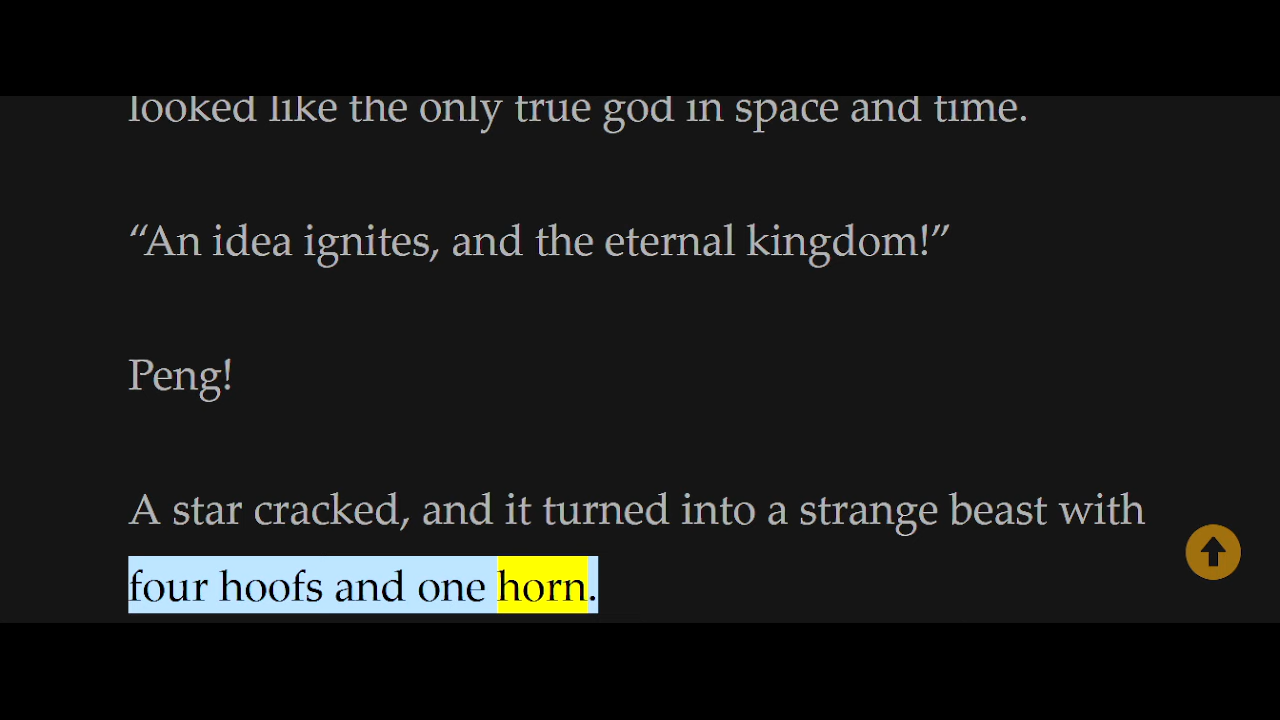 looked like the only true god in space and time.
“An idea ignites, and the eternal kingdom!”
Peng!
A star cracked, and it turned into a strange beast with
four hoofs and one horn.